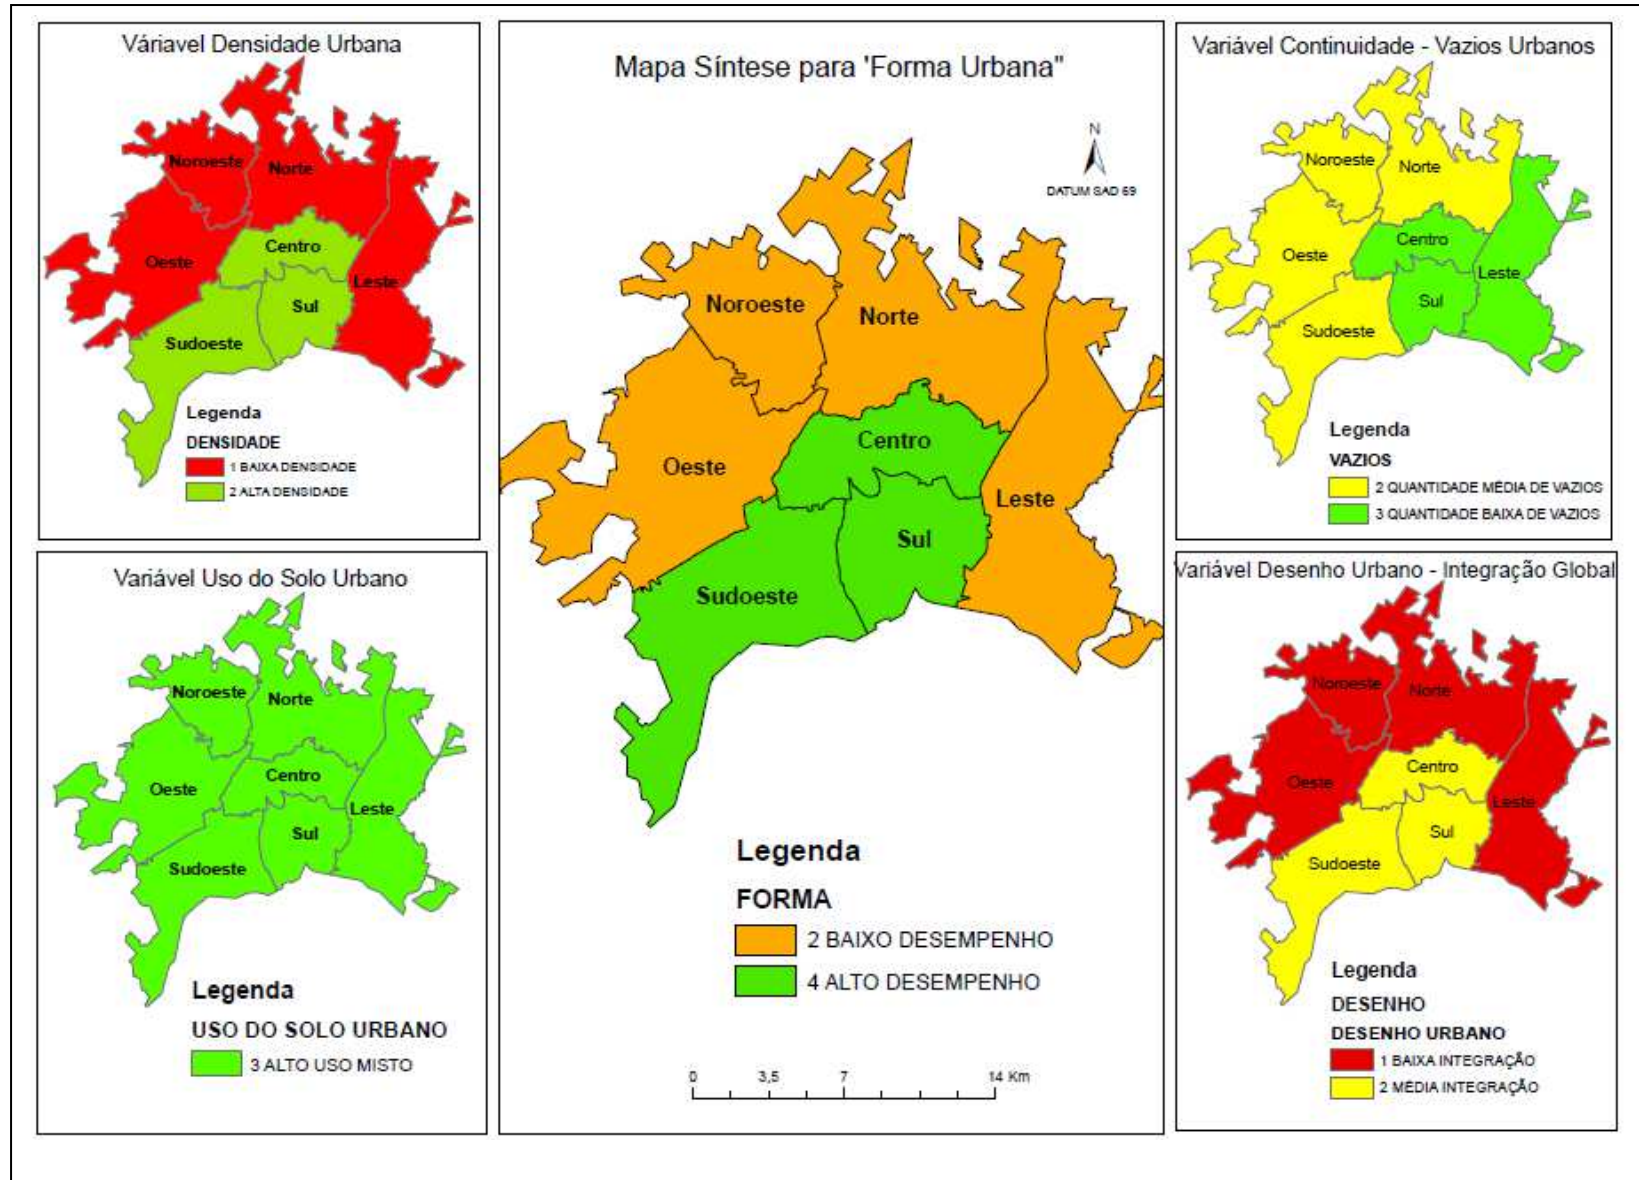 Váriavel Densidade Urbana
Noroeste
Norte
Centro
Oeste
Leste
Sul
Sudoeste
Legenda
DENSIDADE
1 BAIXA DENSIDADE
2 ALTA DENSIDADE
Variável Uso do Solo Urbano
Noroeste
Norte
Centro
Oeste
Leste
Sul
Sudoeste
Legenda
USO DO SOLO URBANO
3 ALTO USO MISTO
Mapa Síntese para 'Forma Urbana"
N
DATUM SAD 69
Noroeste
Norte
Centro
Oeste
Leste
Sul
Sudoeste
Legenda
FORMA
2 BAIXO DESEMPENHO
4 ALTO DESEMPENHO
0 3,5 7 14 Km
Variável Continuidade - Vazios Urbanos
Noroeste
Norte
Centro
Oeste
Leste
Sul
Sudoeste
Legenda
VAZIOS
2 QUANTIDADE MÉDIA DE VAZIOS
3 QUANTIDADE BAIXA DE VAZIOS
Variável Desenho Urbano - Integração Global
Noroeste
Norte
Centro
Oeste
Leste
Sul
Sudoeste
Legenda
DESENHO
DESENHO URBANO
1 BAIXA INTEGRAÇÃO
2 MÉDIA INTEGRAÇÃO